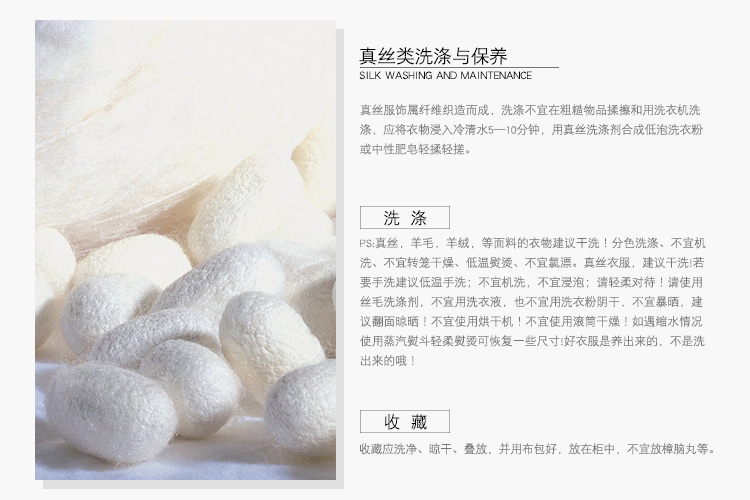 真丝类洗涤与保养
SILK WASHING AND MAINTENANCE
真丝服饰属纤维织造而成，洗涤不宜在粗糙物品揉擦和用洗衣机洗
涤，应将衣物浸入冷清水5—10分钟，用真丝洗涤剂合成低泡洗衣粉
或中性肥皂轻揉轻搓。
洗 涤
PS:真丝，羊毛，羊绒，等面料的衣物建议干洗！分色洗涤、不宜机
洗、不宜转笼干燥、低温熨烫、不宜氯漂。真丝衣服，建议干洗!若
要手洗建议低温手洗；不宜机洗，不宜浸泡；请轻柔对待！请使用
丝毛洗涤剂，不宜用洗衣液，也不宜用洗衣粉阴干，不宜暴晒，建
议翻面晾晒！不宜使用烘干机！不宜使用滚筒干燥！如遇缩水情况
使用蒸汽熨斗轻柔熨烫可恢复一些尺寸!好衣服是养出来的，不是洗
出来的哦！
收 藏
收藏应洗净、晾干、叠放，并用布包好，放在柜中，不宜放樟脑丸等。